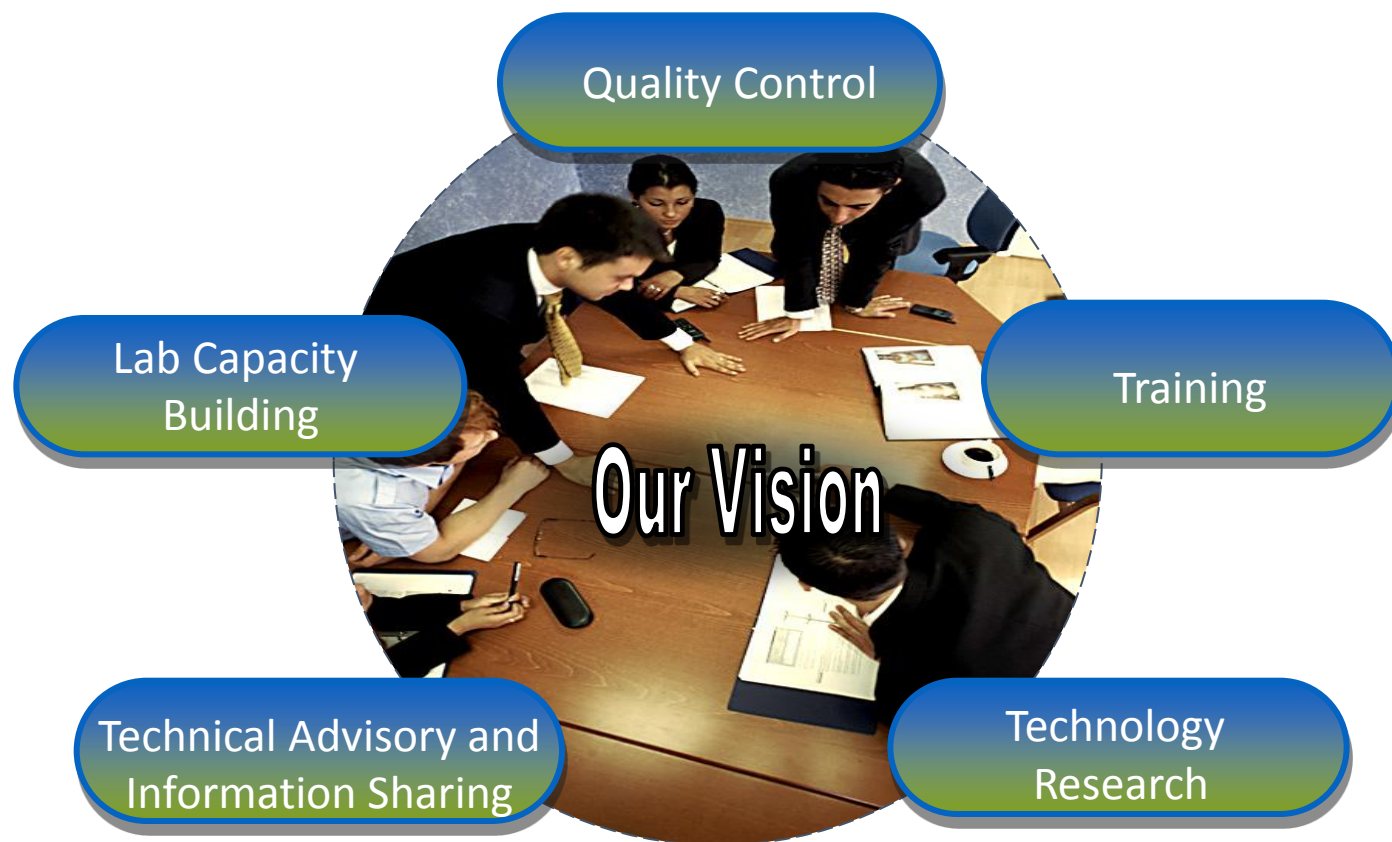 Quality Control
Lab Capacity
Building
Training
Our Vision
Technical Advisory and
Information Sharing
Technology
Research